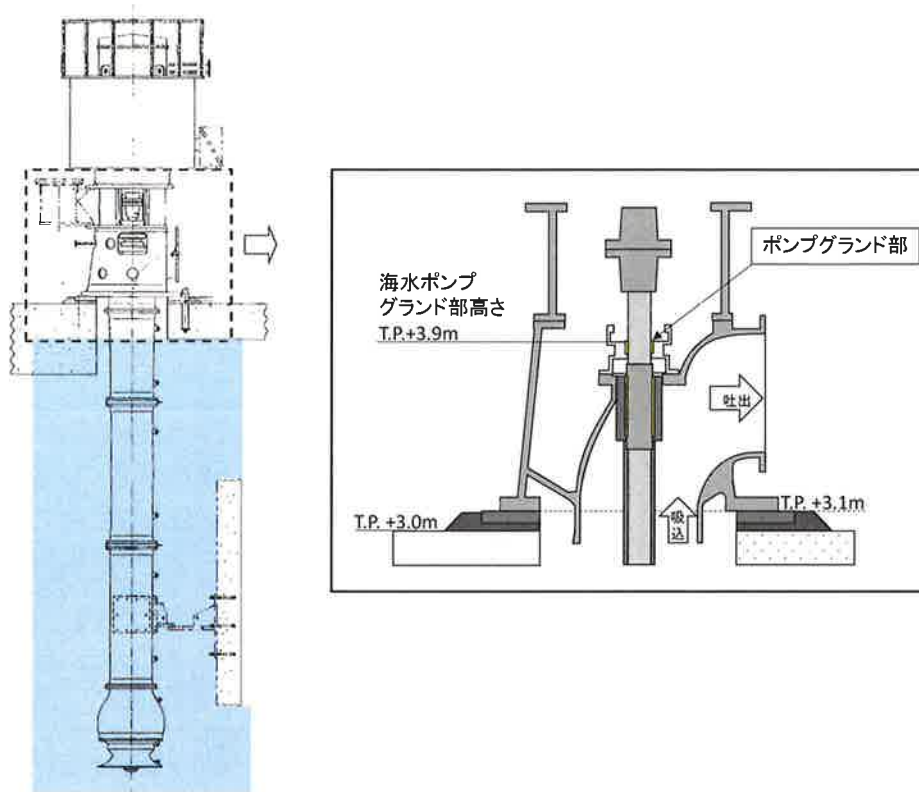 海水ポンプ
グランド部高さ
T.P.+3.9m
ポンプグランド部
吐出
T.P. +3.0m
吸込
T.P. +3.1m